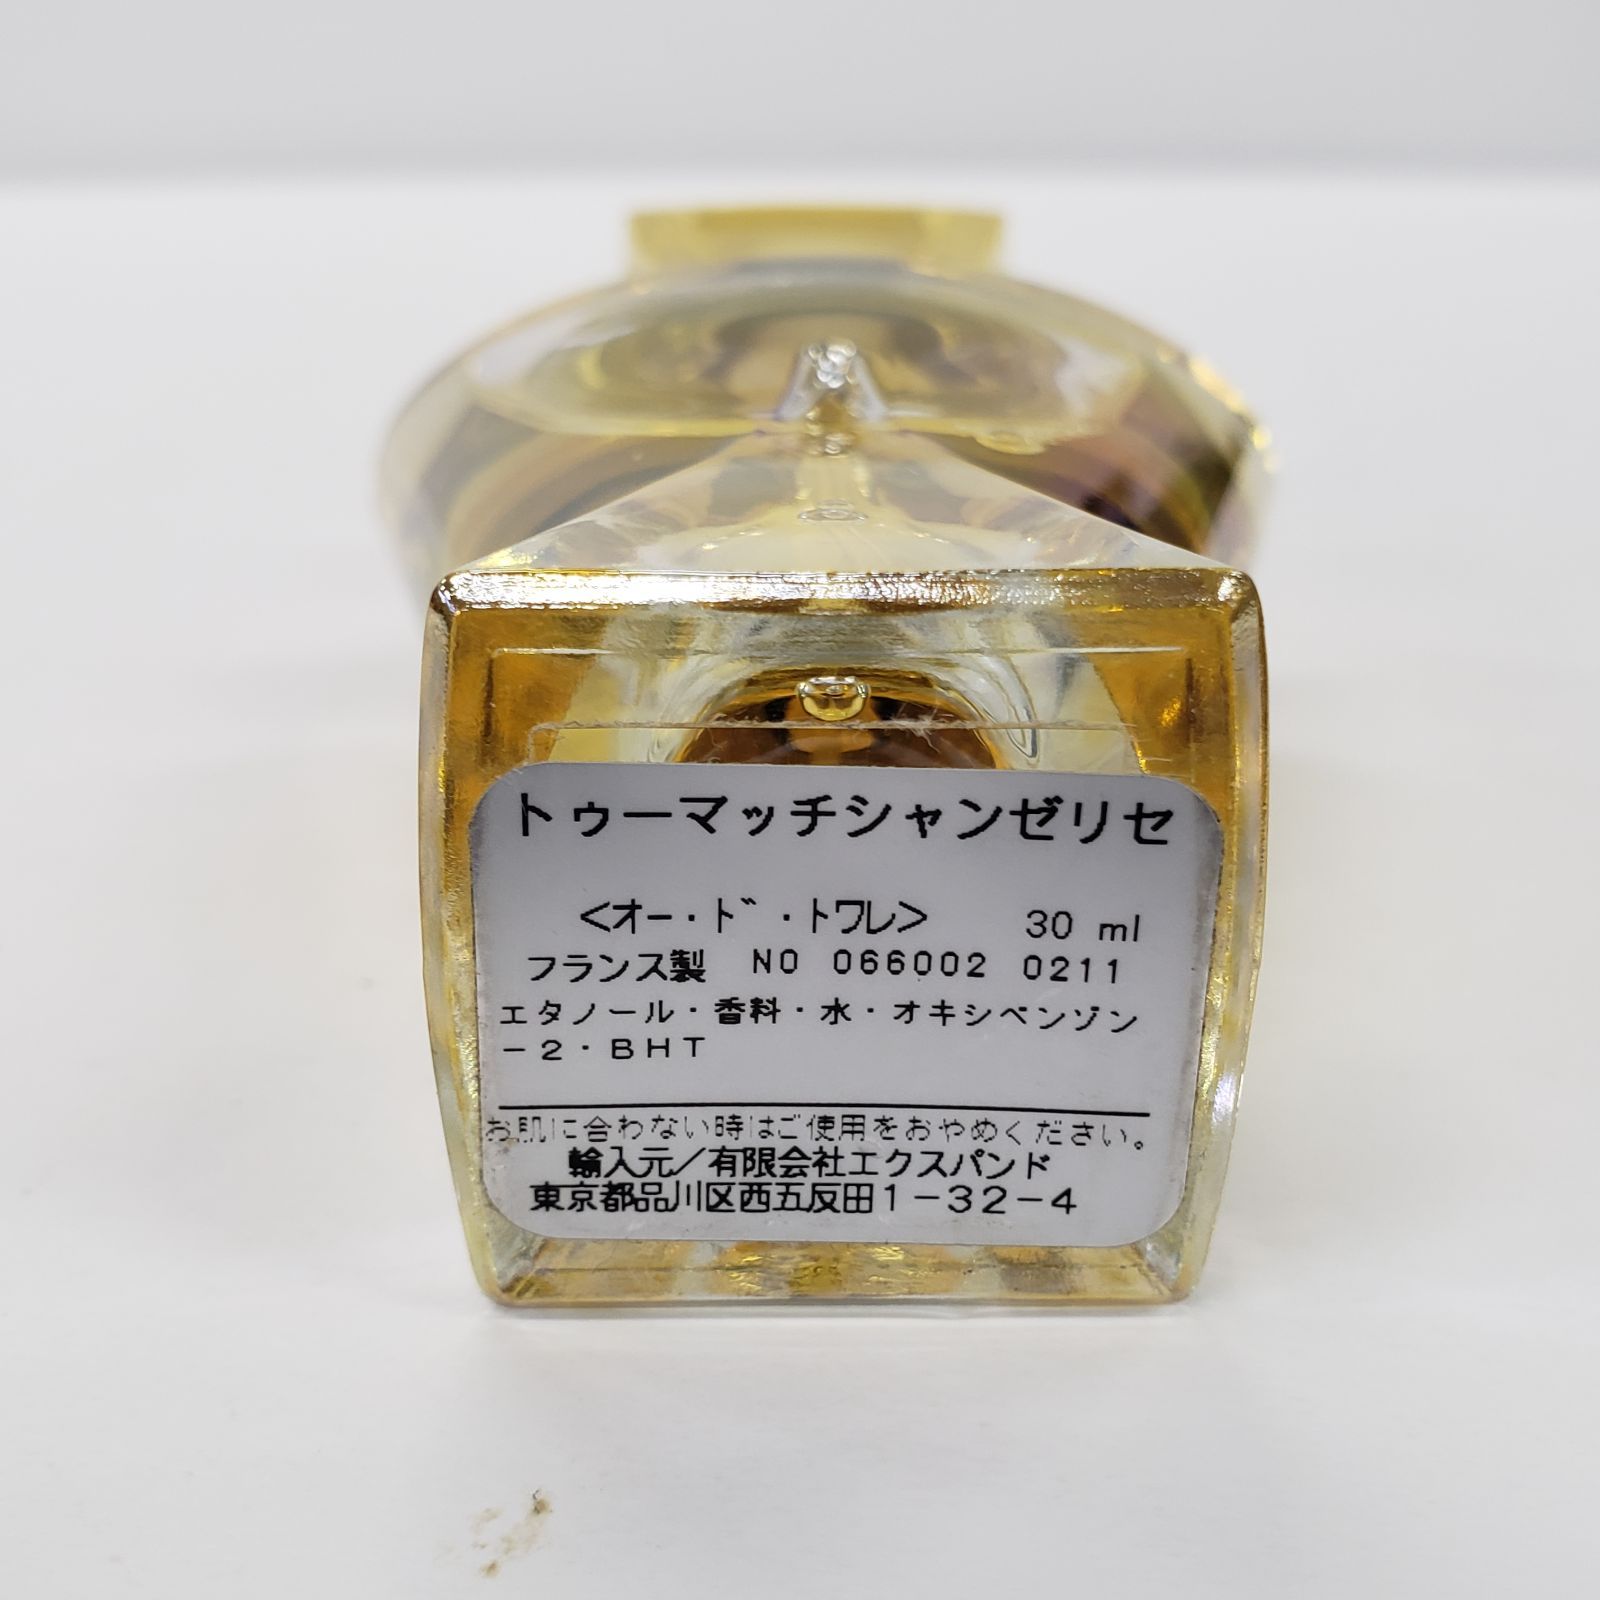 トゥーマッチシャンゼリセ
<オー・ド・トワレ> 30 ml
フランス製 NO 066002 0211
エタノール・香料・水・オキシベンゾン
-2・BHT
お肌に合わない時はご使用をおやめください。
輸入元/有限会社エクスパンド
東京都品川区西五反田1-32-4